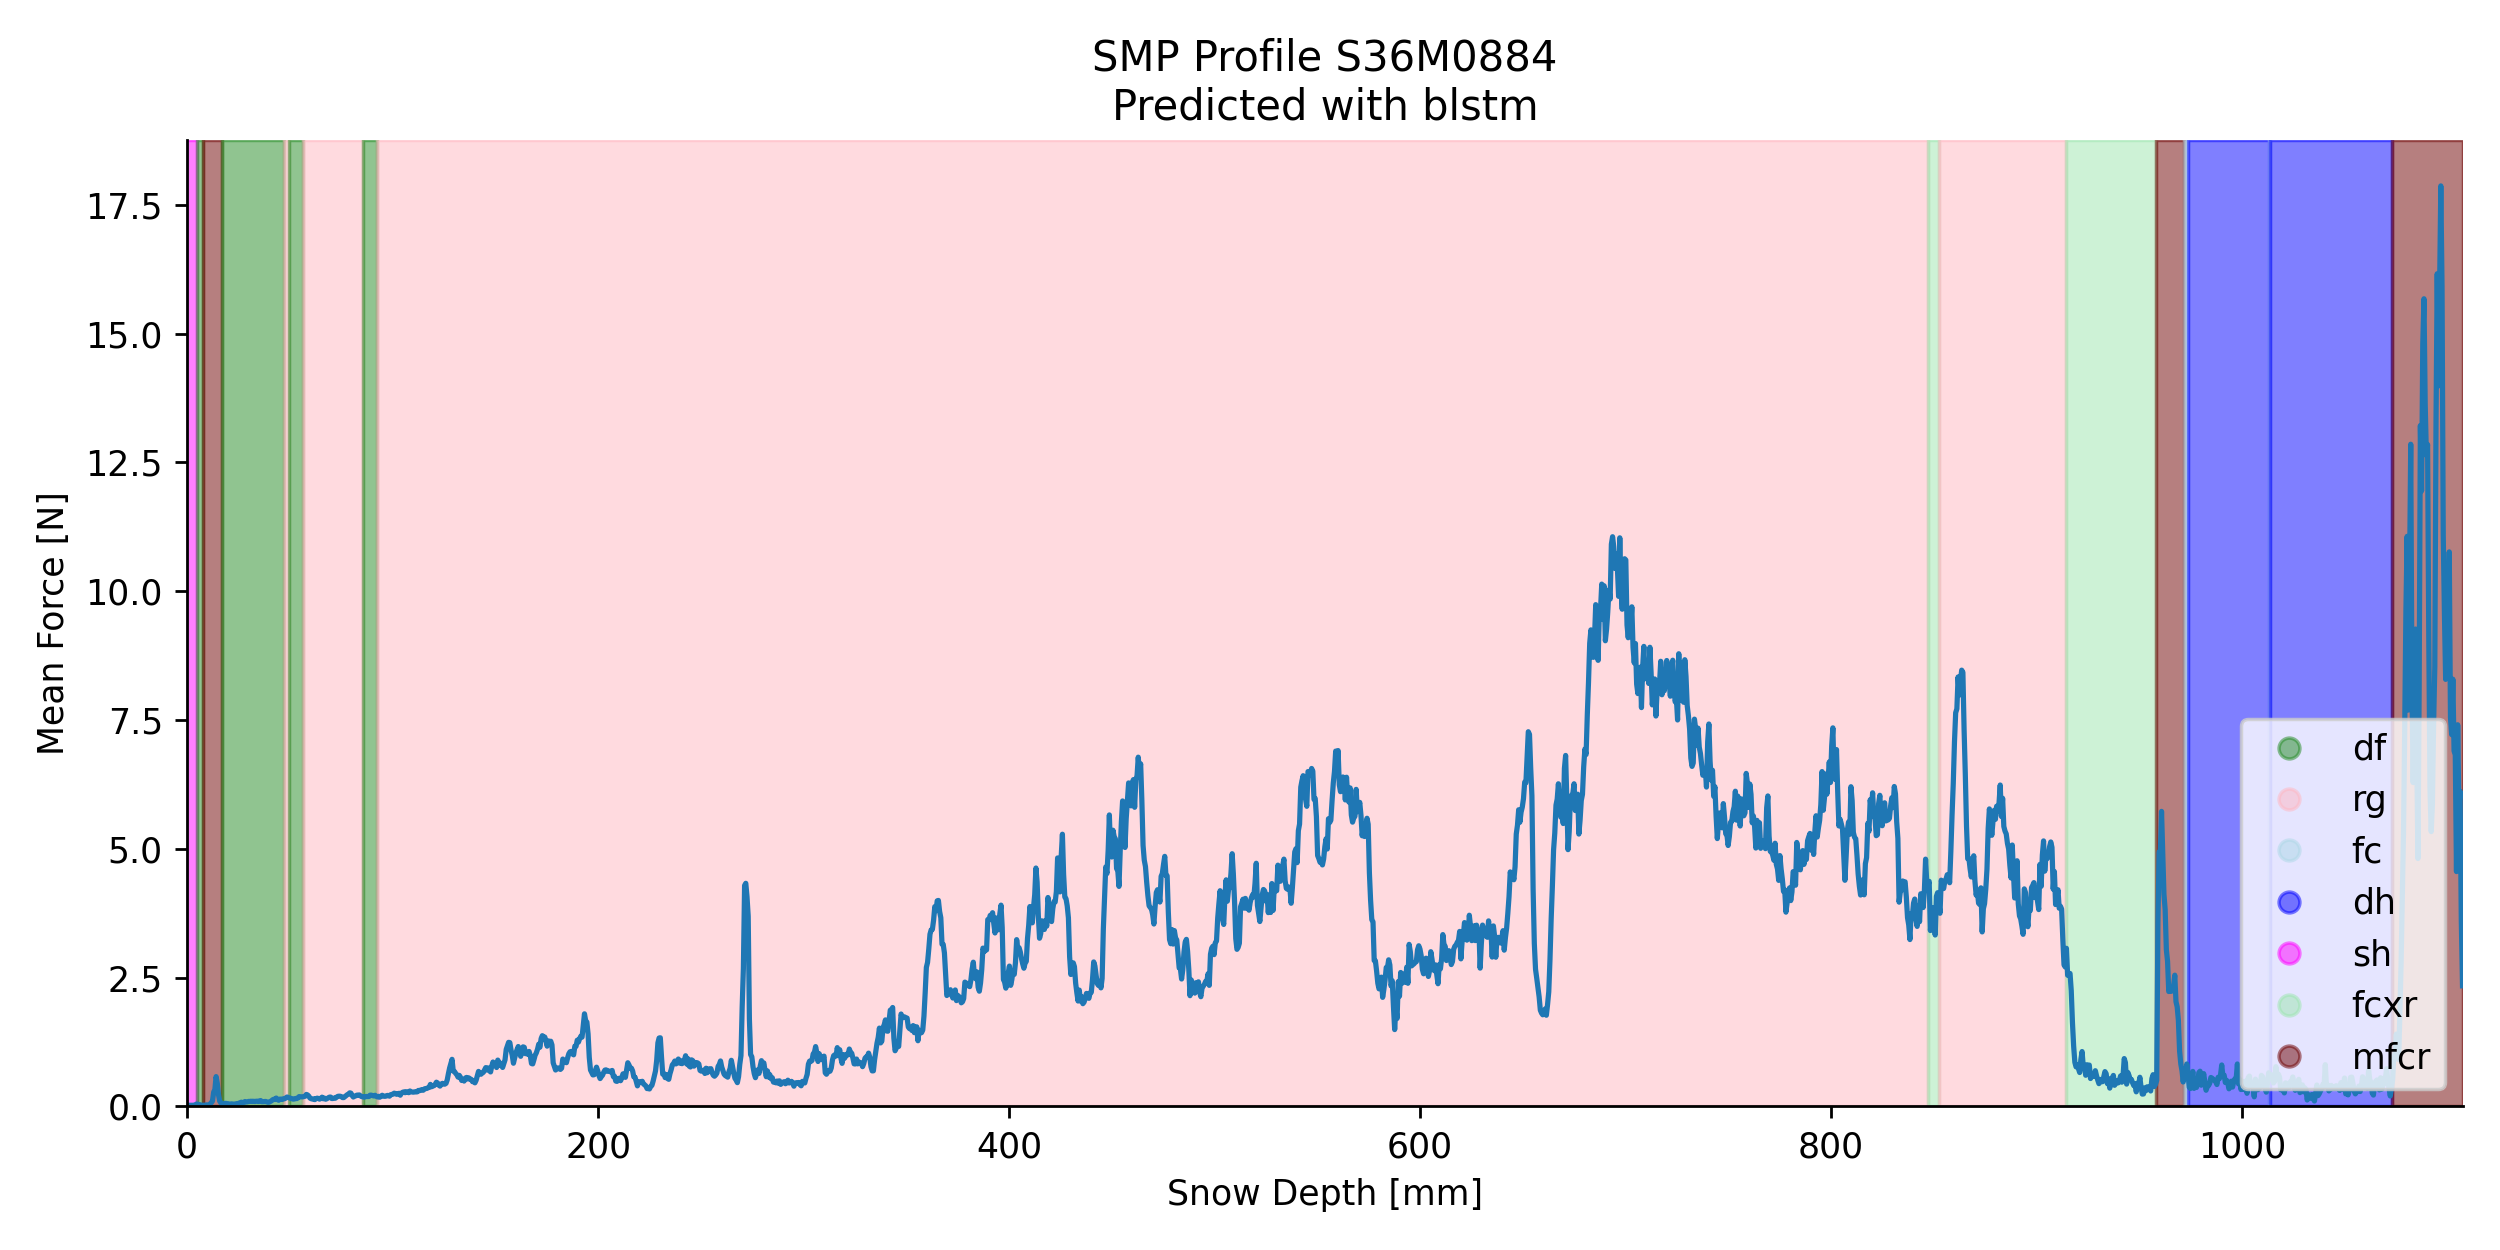 SMP Profile S36M0884
Predicted with blstm
Mean Force [N]
17.5
15.0
12.5
10.0
7.5
5.0
2.5
0.0
0
200
400
600
800
1000
Snow Depth [mm]
df
rg
fc
dh
sh
fcxr
mfcr